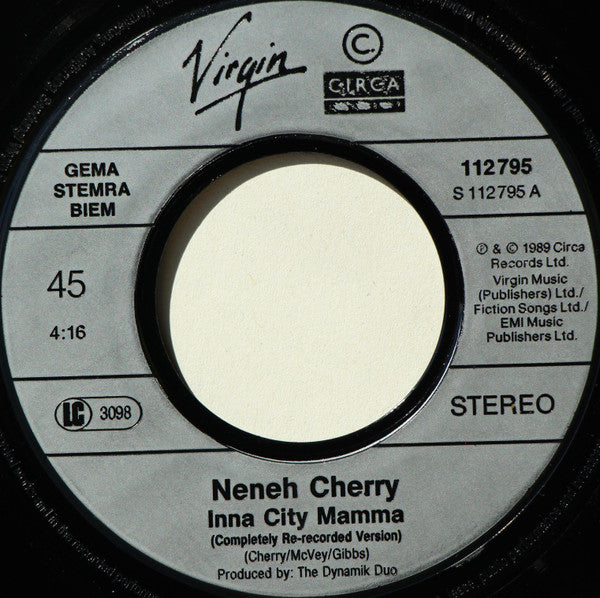 Virgin
©
CIRCA
GEMA
STEMRA
BIEM
112795
S 112795 A
45
4:16
℗ & © 1989 Circa
Records Ltd.
Virgin Music
(Publishers) Ltd./
Fiction Songs Ltd./
EMI Music
Publishers Ltd.
LC 3098
STEREO
Neneh Cherry
Inna City Mamma
(Completely Re-recorded Version)
(Cherry/McVey/Gibbs)
Produced by: The Dynamik Duo